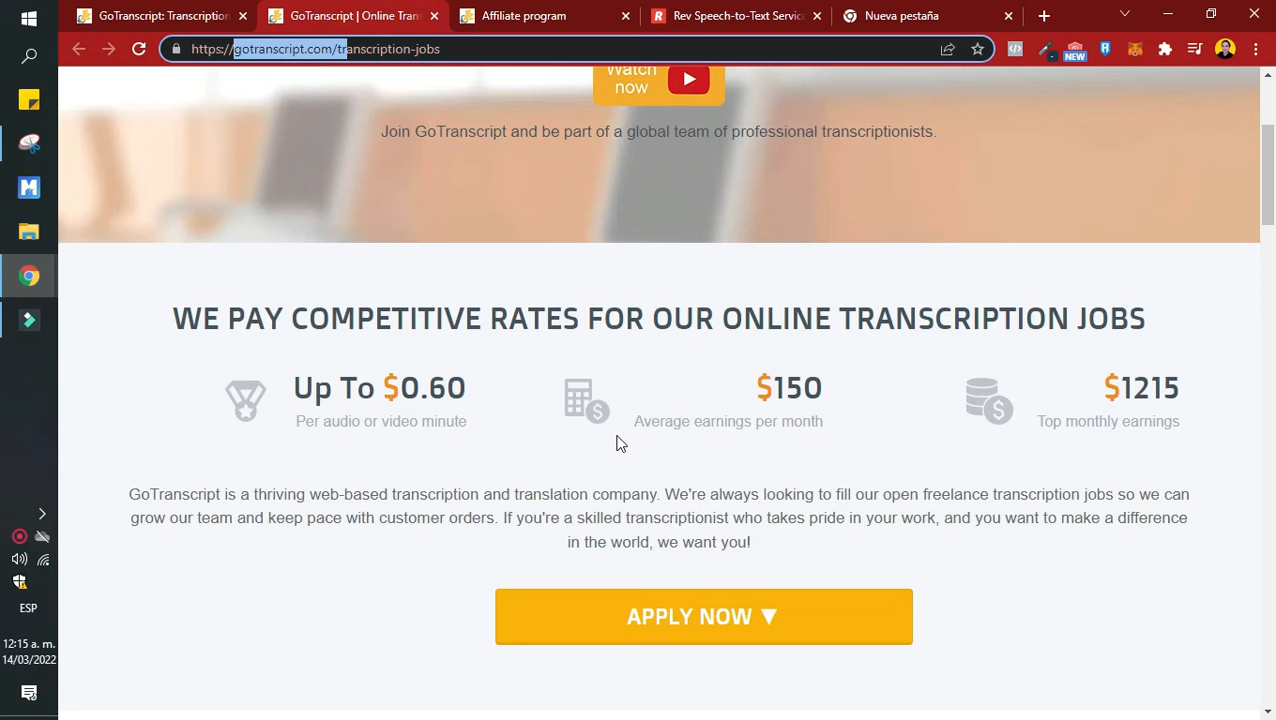 GoTranscript: Transcription
GoTranscript | Online Trans
Affiliate program
Rev Speech-to-Text Service
Nueva pestaña
https://gotranscript.com/transcription-jobs
NEW
Watch
now
Join GoTranscript and be part of a global team of professional transcriptionists.
WE PAY COMPETITIVE RATES FOR OUR ONLINE TRANSCRIPTION JOBS
Up To $0.60
Per audio or video minute
$150
Average earnings per month
$1215
Top monthly earnings
GoTranscript is a thriving web-based transcription and translation company. We're always looking to fill our open freelance transcription jobs so we can
grow our team and keep pace with customer orders. If you're a skilled transcriptionist who takes pride in your work, and you want to make a difference
in the world, we want you!
APPLY NOW ▼
ESP
12:15 a. m.
14/03/2022